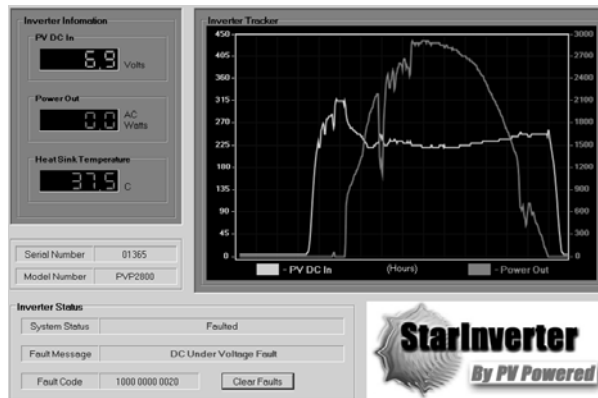 Inverter Infomation
PV DC In
6.9 Volts
Power Out
0.0 AC Watts
Heat Sink Temperature
37.5 C
Serial Number 01365
Model Number PVP2800
Inverter Tracker
450 3000
405 2700
360 2400
315 2100
270 1800
225 1500
180 1200
135 900
90 600
45 300
0 0
- PV DC In (Hours) - Power Out
Inverter Status
System Status Faulted
Fault Message DC Under Voltage Fault
Fault Code 1000 0000 0020 Clear Faults
StarInverter
By PV Powered